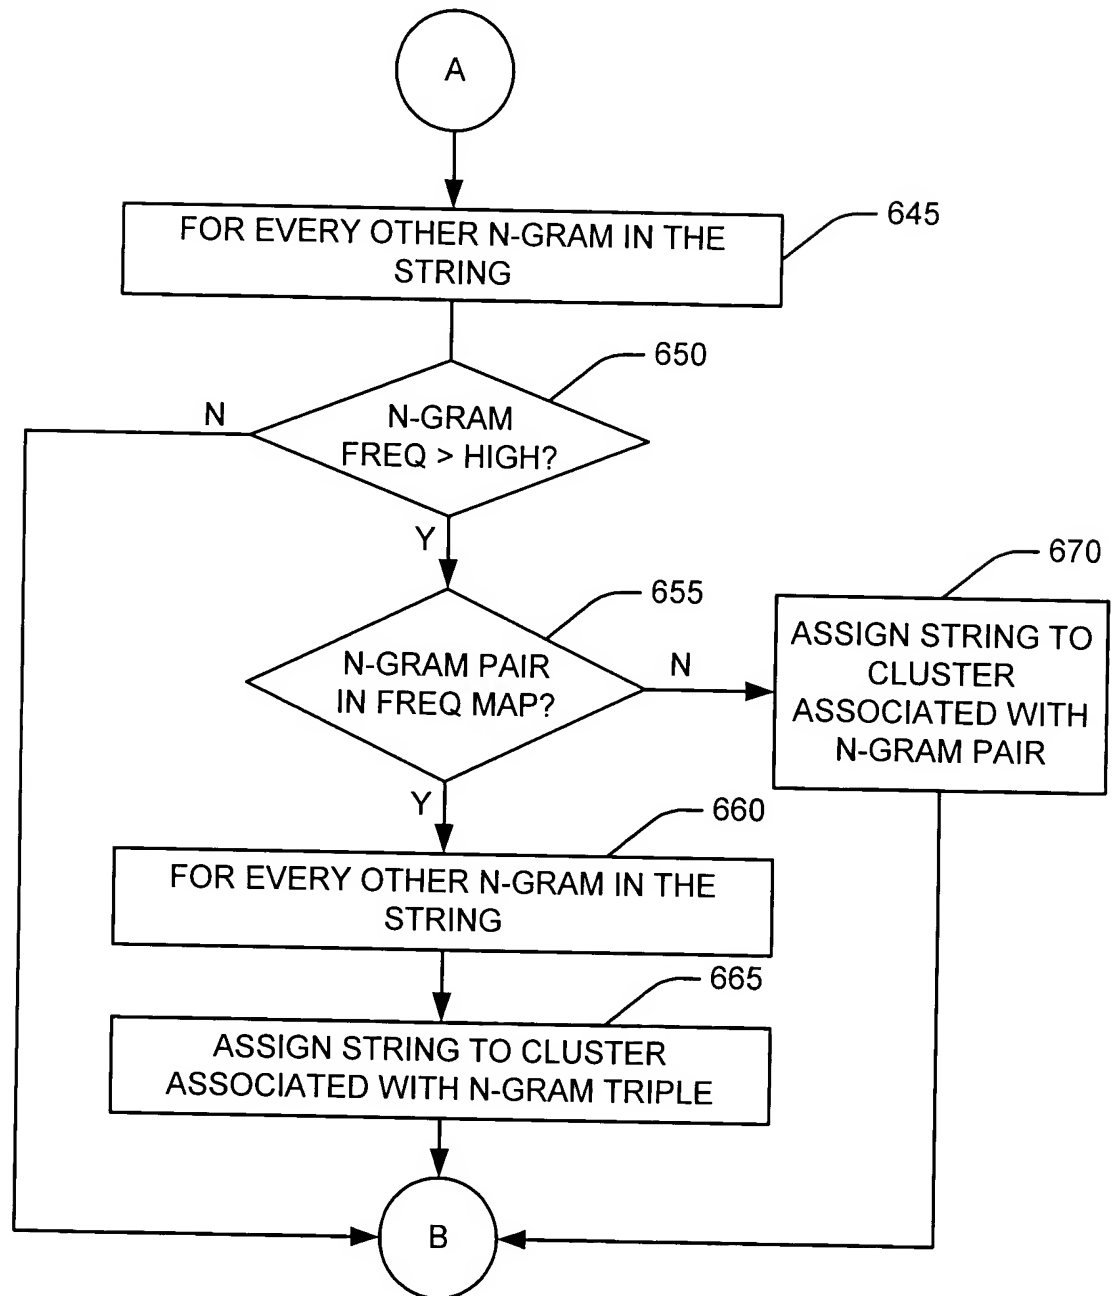 A
FOR EVERY OTHER N-GRAM IN THE
STRING
645
650
N-GRAM
FREQ > HIGH?
N
Y
655
N-GRAM PAIR
IN FREQ MAP?
N
670
ASSIGN STRING TO
CLUSTER
ASSOCIATED WITH
N-GRAM PAIR
Y
660
FOR EVERY OTHER N-GRAM IN THE
STRING
665
ASSIGN STRING TO CLUSTER
ASSOCIATED WITH N-GRAM TRIPLE
B